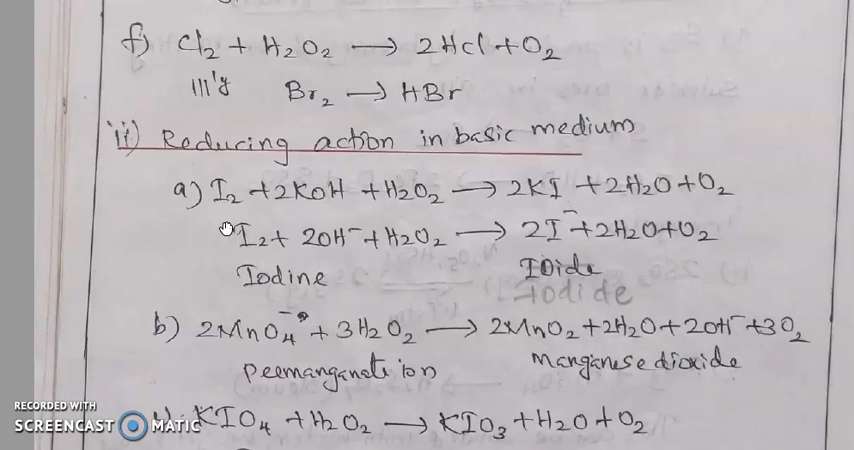 f) Cl₂ + H₂O₂ ⟶ 2HCl + O₂
lll'y Br₂ ⟶ HBr
ii) Reducing action in basic medium
a) I₂ + 2KOH + H₂O₂ ⟶ 2KI + 2H₂O + O₂
I₂ + 2OH⁻ + H₂O₂ ⟶ 2I⁻ + 2H₂O + O₂
Iodine IOide
Iodide
b) 2MnO₄⁻ + 3H₂O₂ ⟶ 2MnO₂ + 2H₂O + 2OH⁻ + 3O₂
Peemanganate ion manganese dioxide
KIO₄ + H₂O₂ ⟶ KIO₃ + H₂O + O₂
RECORDED WITH
SCREENCAST MATIC